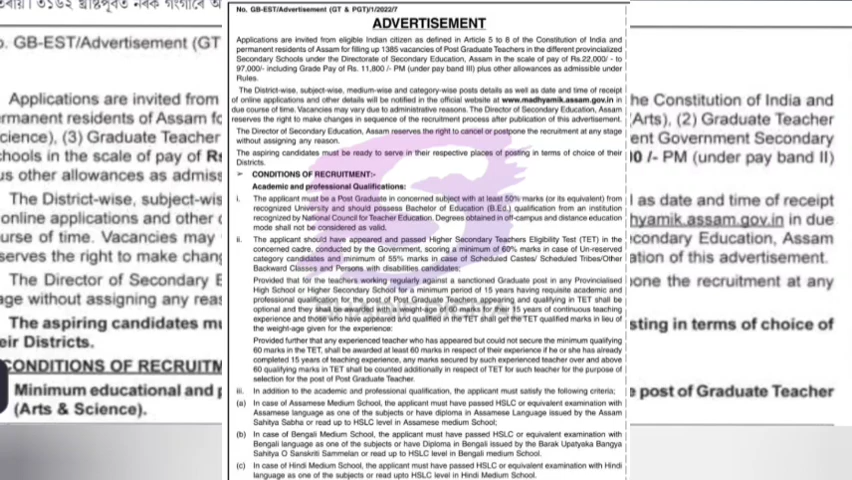 No. GB-EST/Advertisement (GT & PGT)/1/2022/7
ADVERTISEMENT
Applications are invited from eligible Indian citizen as defined in Article 5 to 8 of the Constitution of India and
permanent residents of Assam for filling up 1385 vacancies of Post Graduate Teachers in the different provincialized
Secondary Schools under the Directorate of Secondary Education, Assam in the scale of pay of Rs.22,000/- to
97,000/- including Grade Pay of Rs. 11,800 /- PM (under pay band III) plus other allowances as admissible under
Rules.
The District-wise, subject-wise, medium-wise and category-wise posts details as well as date and time of receipt
of online applications and other details will be notified in the official website at www.madhyamik.assam.gov.in in
due course of time. Vacancies may vary due to administrative reasons. The Director of Secondary Education, Assam
reserves the right to make changes in sequence of the recruitment process after publication of this advertisement.
The Director of Secondary Education, Assam reserves the right to cancel or postpone the recruitment at any stage
without assigning any reason.
The aspiring candidates must be ready to serve in their respective places of posting in terms of choice of their
Districts.
➢ CONDITIONS OF RECRUITMENT:-
Academic and professional Qualifications:
i. The applicant must be a Post Graduate in concerned subject with at least 50% marks (or its equivalent) from
recognized University and should possess Bachelor of Education (B.Ed.) qualification from an institution
recognized by National Council for Teacher Education. Degrees obtained in off-campus and distance education
mode shall not be considered as valid.
ii. The applicant should have appeared and passed Higher Secondary Teachers Eligibility Test (TET) in the
concerned cadre, conducted by the Government, scoring a minimum of 60% marks in case of Un-reserved
category candidates and minimum of 55% marks in case of Scheduled Castes/ Scheduled Tribes/Other
Backward Classes and Persons with disabilities candidates;
Provided that for the teachers working regularly against a sanctioned Graduate post in any Provincialised
High School or Higher Secondary School for a minimum period of 15 years having requisite academic and
professional qualification for the post of Post Graduate Teachers, appearing and qualifying in TET shall be
optional and they shall be awarded with a weight-age of 60 marks for the 15 years of continuous teaching
experience and those who have appeared and qualified in the TET shall get the TET qualified marks in lieu of
the weight-age given for the experience:
Provided further that any experienced teacher who has appeared but could not secure the minimum qualifying
60 marks in the TET, shall be awarded at least 60 marks in respect of their experience if he or she has already
completed 15 years of teaching experience, any marks secured by such experienced teacher over and above
60 qualifying marks in TET shall be counted additionally in respect of TET for such teacher for the purpose of
selection for the post of Post Graduate Teacher.
iii. In addition to the academic and professional qualification, the applicant must satisfy the following criteria;
(a) In case of Assamese Medium School, the applicant must have passed HSLC or equivalent examination with
Assamese language as one of the subjects or have diploma in Assamese Language issued by the Assam
Sahitya Sabha or read up to HSLC level in Assamese medium school;
(b) In case of Bengali Medium School, the applicant must have passed HSLC or equivalent examination with
Bengali language as one of the subjects or have Diploma in Bengali issued by the Barak Upatyaka Bangya
Sahitya O Sanskriti Sammelan or read up to HSLC level in Bengali medium School.
(c) In case of Hindi Medium School, the applicant must have passed HSLC or equivalent examination with Hindi
language as one of the subjects or read upto HSLC level in Hindi Medium School.
o. GB-EST/Advertisement (GT
Applications are invited from
permanent residents of Assam fo
science), (3) Graduate Teacher
chools in the scale of pay of Rs
us other allowances as admiss
The District-wise, subject-wis
online applications and other d
urse of time. Vacancies may
serves the right to make chang
The Director of Secondary E
age without assigning any reas
The aspiring candidates mu
eir Districts.
CONDITIONS OF RECRUITM
Minimum educational and p
(Arts & Science).
he Constitution of India and
(Arts), (2) Graduate Teacher
ent Government Secondary
00 /- PM (under pay band II)
l as date and time of receipt
hyamik.assam.gov.in in due
econdary Education, Assam
ation of this advertisement.
pone the recruitment at any
sting in terms of choice of
e post of Graduate Teacher